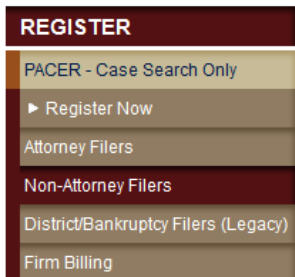 REGISTER
PACER - Case Search Only
► Register Now
Attorney Filers
Non-Attorney Filers
District/Bankruptcy Filers (Legacy)
Firm Billing